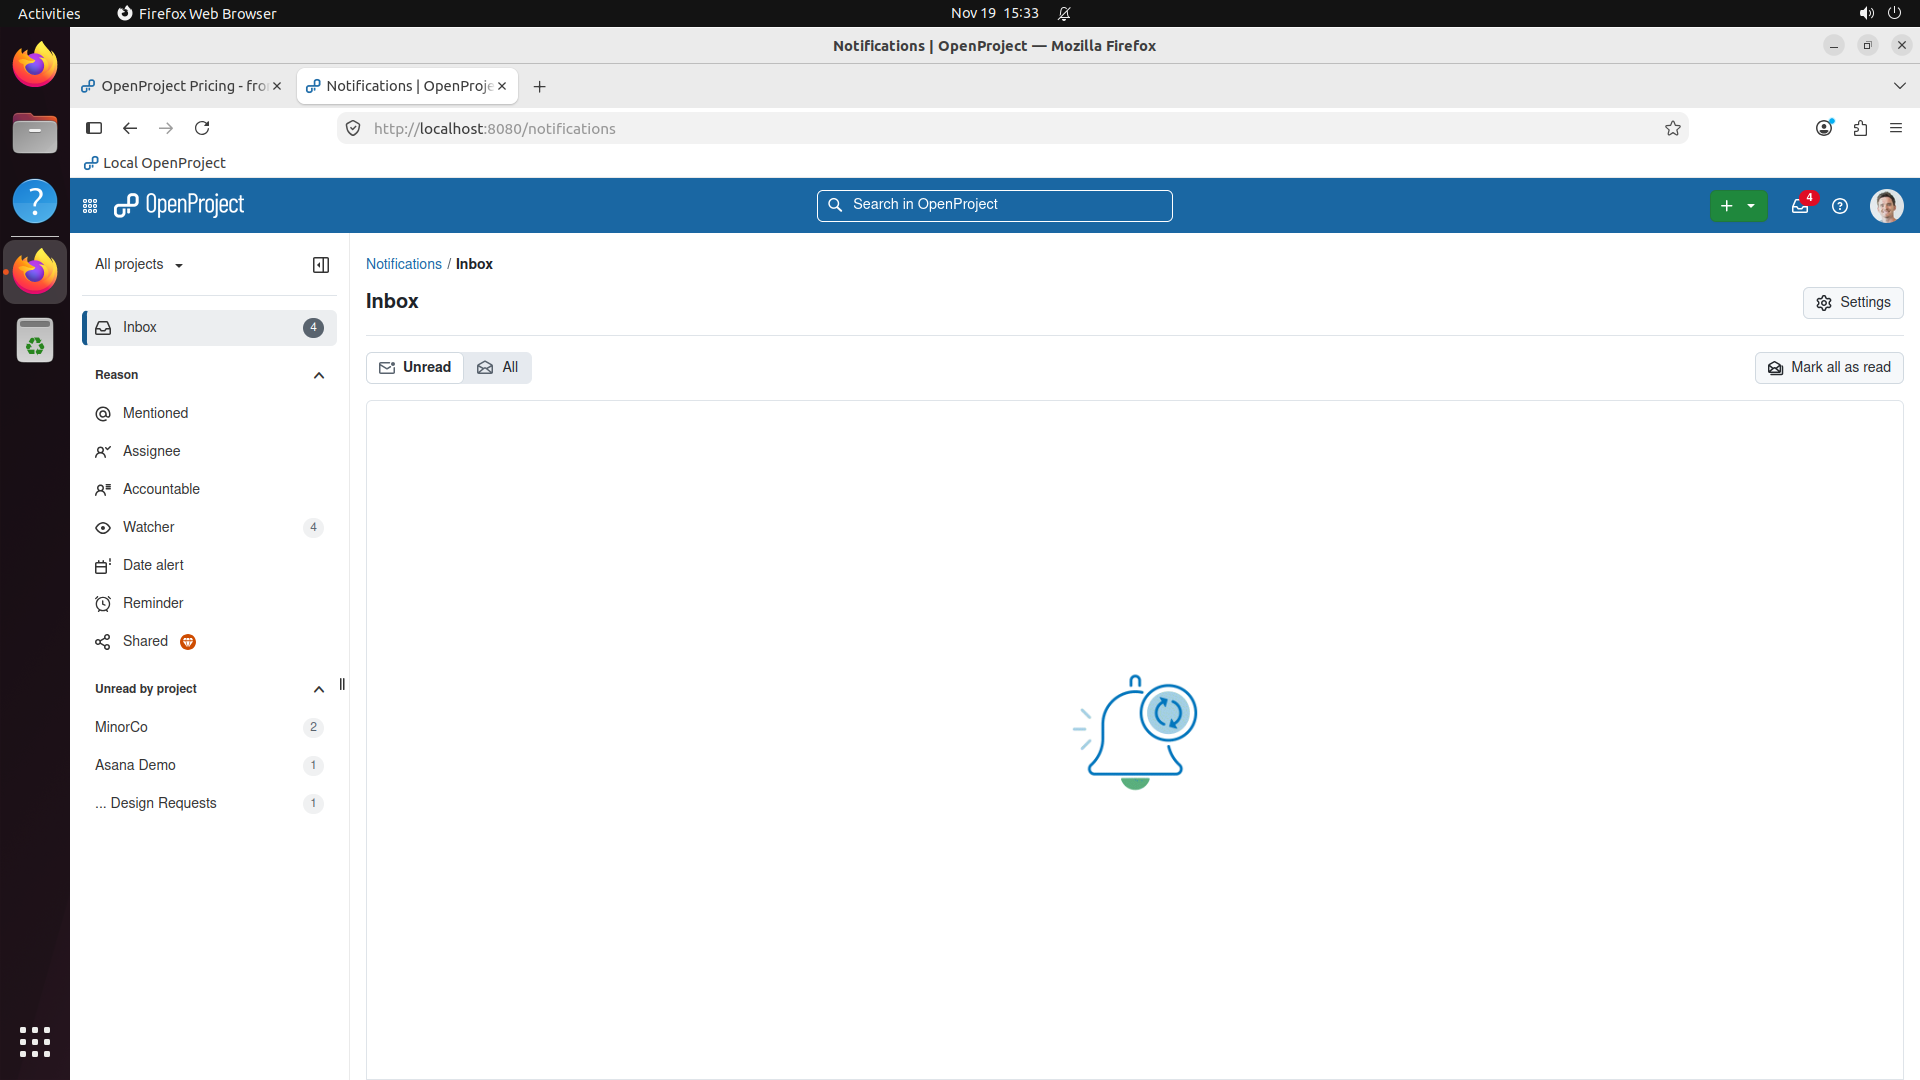 Activities
Firefox Web Browser
Nov 19 15:33
Notifications | OpenProject — Mozilla Firefox
OpenProject Pricing - fro
Notifications | OpenProje
http://localhost:8080/notifications
Local OpenProject
OpenProject
Search in OpenProject
4
All projects
Notifications / Inbox
Inbox
Settings
Inbox 4
Unread
All
Mark all as read
Reason
Mentioned
Assignee
Accountable
Watcher 4
Date alert
Reminder
Shared
Unread by project
MinorCo 2
Asana Demo 1
... Design Requests 1